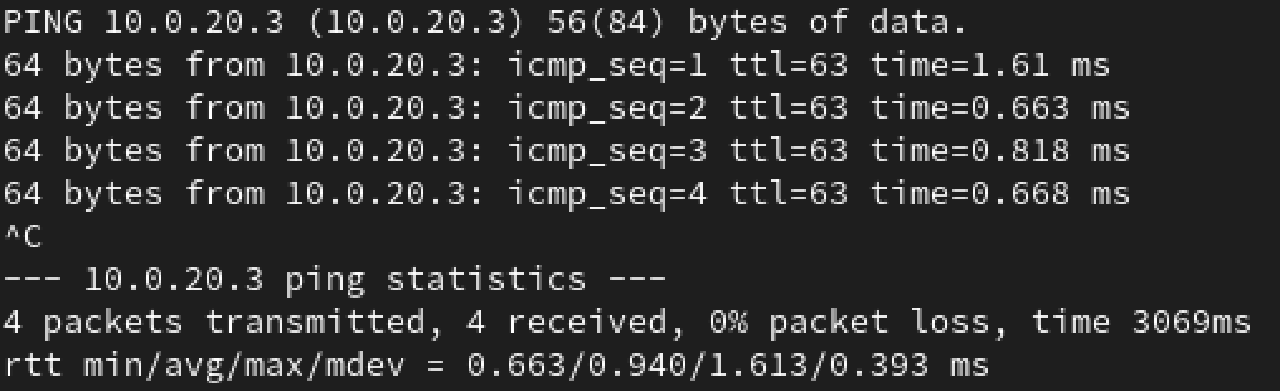 PING 10.0.20.3 (10.0.20.3) 56(84) bytes of data.
64 bytes from 10.0.20.3: icmp_seq=1 ttl=63 time=1.61 ms
64 bytes from 10.0.20.3: icmp_seq=2 ttl=63 time=0.663 ms
64 bytes from 10.0.20.3: icmp_seq=3 ttl=63 time=0.818 ms
64 bytes from 10.0.20.3: icmp_seq=4 ttl=63 time=0.668 ms
^C
--- 10.0.20.3 ping statistics ---
4 packets transmitted, 4 received, 0% packet loss, time 3069ms
rtt min/avg/max/mdev = 0.663/0.940/1.613/0.393 ms